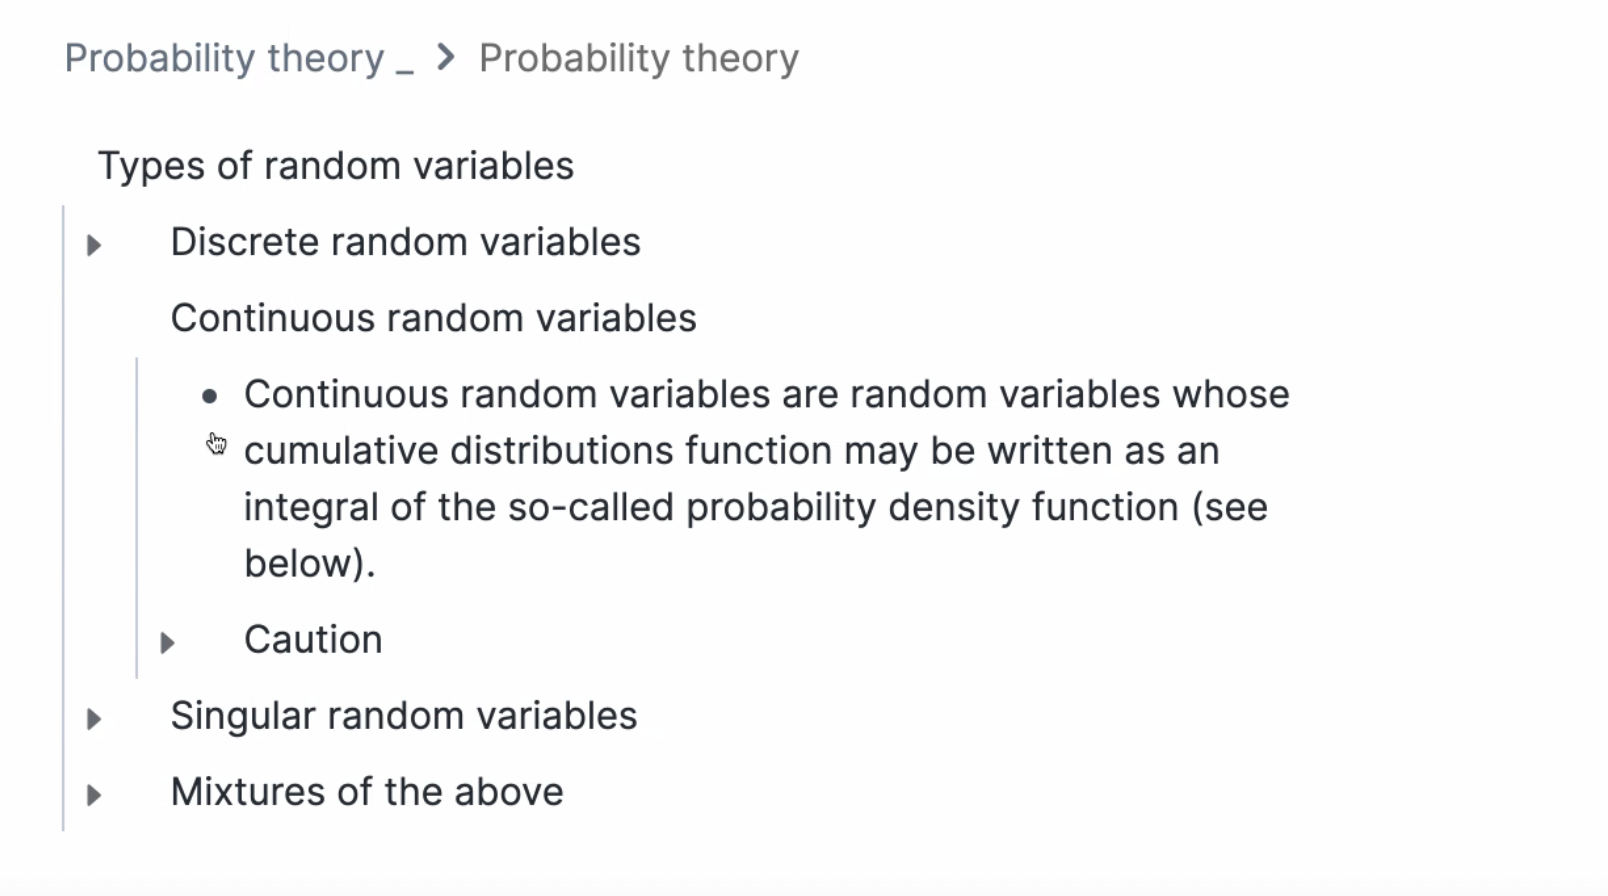 Probability theory _ > Probability theory
Types of random variables
Discrete random variables
Continuous random variables
• Continuous random variables are random variables whose
cumulative distributions function may be written as an
integral of the so-called probability density function (see
below).
Caution
Singular random variables
Mixtures of the above